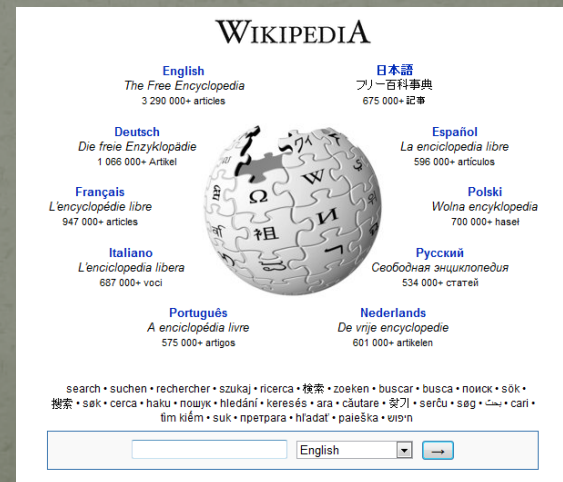 WIKIPEDIA
English
The Free Encyclopedia
3 290 000+ articles
日本語
フリー百科事典
675 000+ 記事
Deutsch
Die freie Enzyklopädie
1 066 000+ Artikel
Español
La enciclopedia libre
596 000+ artículos
Français
L'encyclopédie libre
947 000+ articles
Polski
Wolna encyklopedia
700 000+ haseł
Italiano
L'enciclopedia libera
687 000+ voci
Русский
Свободная энциклопедия
534 000+ статей
Português
A enciclopédia livre
575 000+ artigos
Nederlands
De vrije encyclopedie
601 000+ artikelen
Ω
W
И
祖
search • suchen • rechercher • szukaj • ricerca • 検索 • zoeken • buscar • busca • поиск • sök •
搜索 • søk • cerca • haku • пошук • hledání • keresés • ara • căutare • 찾기 • serĉu • søg • بحث • cari •
tìm kiếm • suk • претрага • hľadať • paieška • חיפוש
English
→